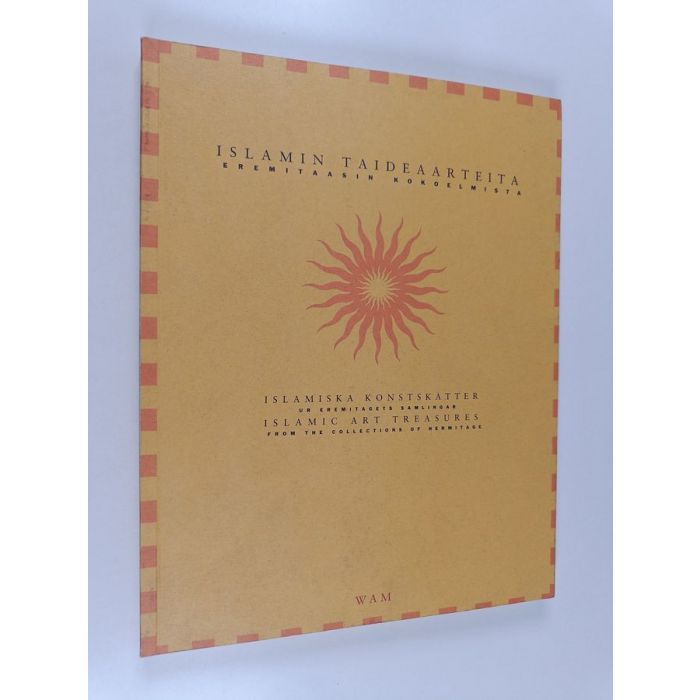 ISLAMIN TAIDEAARTEITA
EREMITAASIN KOKOELMISTA
ISLAMISKA KONSTSKATTER
UR EREMITAGETS SAMLINGAR
ISLAMIC ART TREASURES
FROM THE COLLECTIONS OF HERMITAGE
WAM